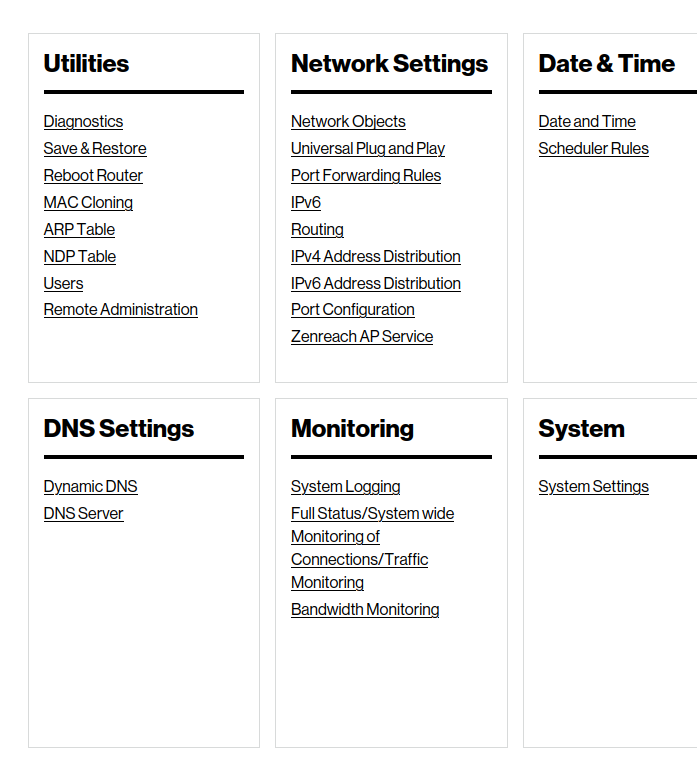 Utilities
Diagnostics
Save & Restore
Reboot Router
MAC Cloning
ARP Table
NDP Table
Users
Remote Administration
Network Settings
Network Objects
Universal Plug and Play
Port Forwarding Rules
IPv6
Routing
IPv4 Address Distribution
IPv6 Address Distribution
Port Configuration
Zenreach AP Service
Date & Time
Date and Time
Scheduler Rules
DNS Settings
Dynamic DNS
DNS Server
Monitoring
System Logging
Full Status/System wide
Monitoring of
Connections/Traffic
Monitoring
Bandwidth Monitoring
System
System Settings